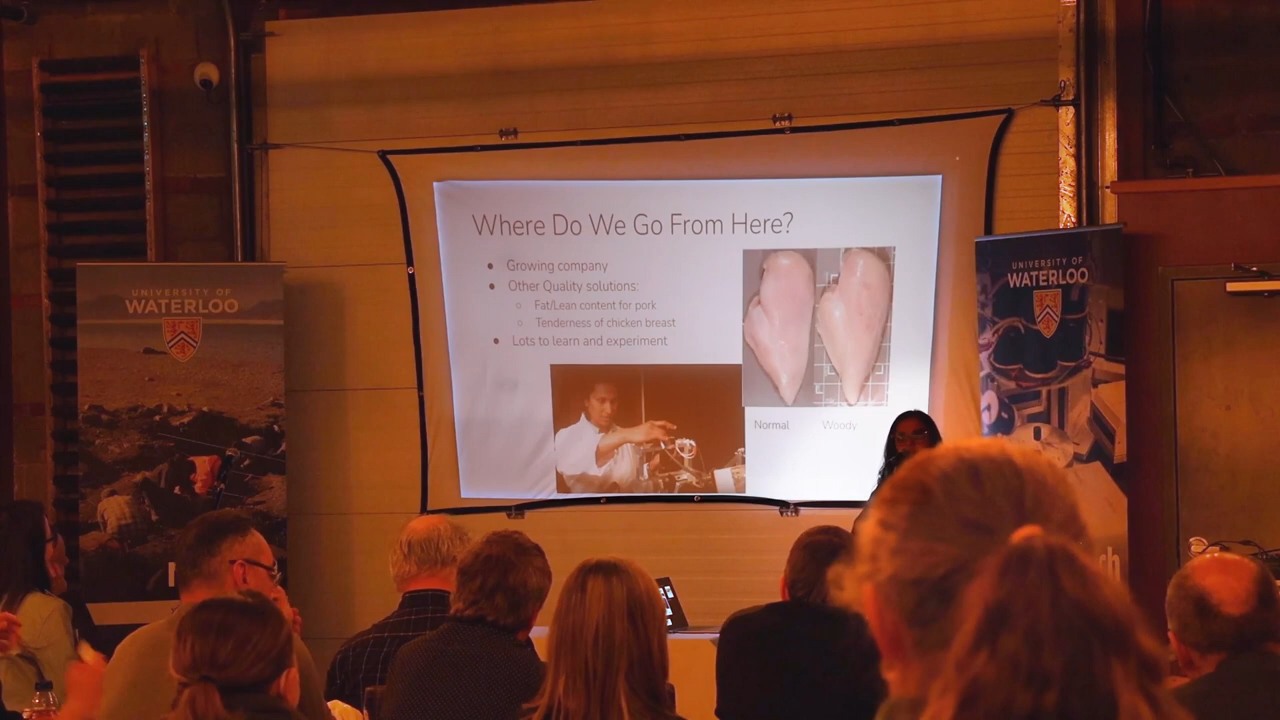 Where Do We Go From Here?
Growing company
Other Quality solutions:
Fat/Lean content for pork
Tenderness of chicken breast
Lots to learn and experiment
Normal
Woody
UNIVERSITY OF
WATERLOO
UNIVERSITY OF
WATERLOO